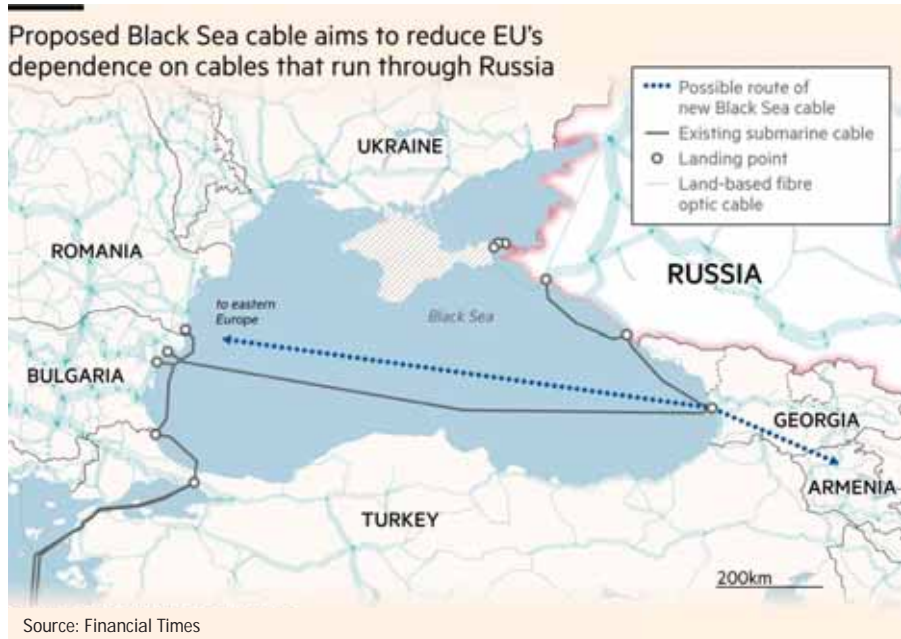 Proposed Black Sea cable aims to reduce EU's
dependence on cables that run through Russia
Possible route of
new Black Sea cable
Existing submarine cable
Landing point
Land-based fibre
optic cable
UKRAINE
ROMANIA
RUSSIA
to eastern
Europe
Black Sea
BULGARIA
GEORGIA
ARMENIA
TURKEY
200km
Source: Financial Times